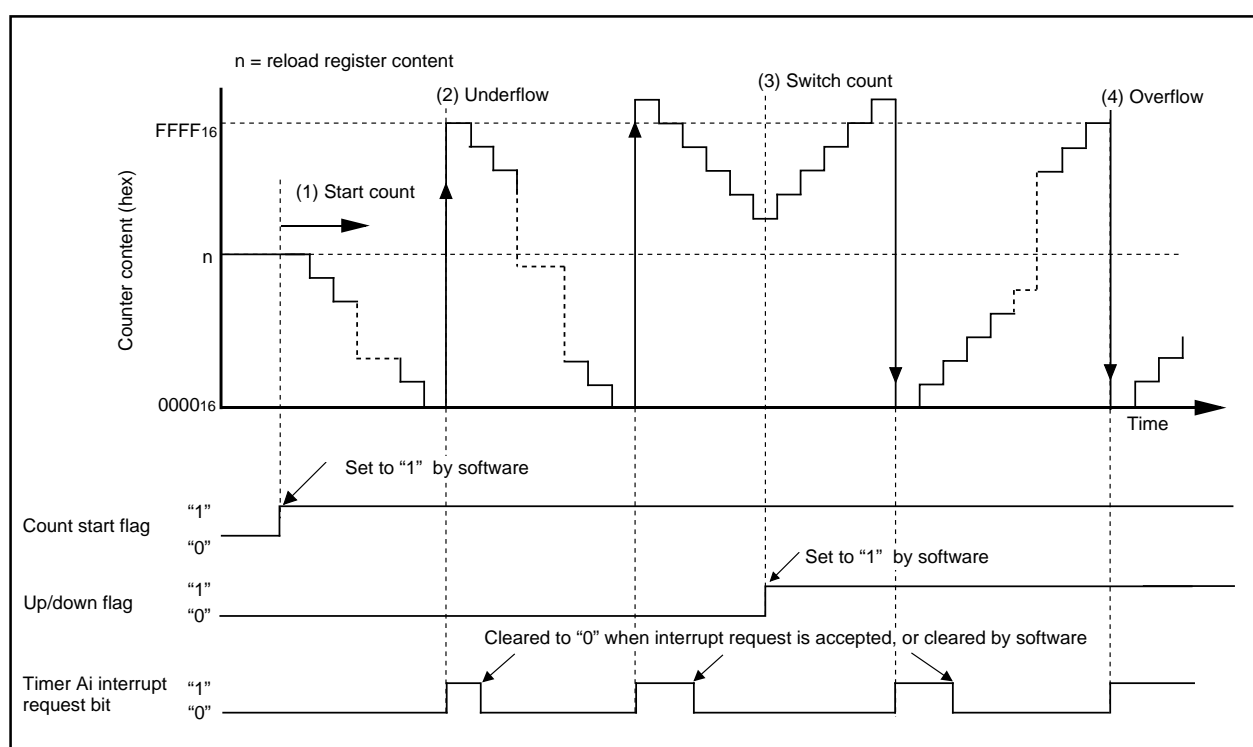 n = reload register content
(2) Underflow
(3) Switch count
(4) Overflow
FFFF16
(1) Start count
Counter content (hex)
n
000016
Time
Set to “1” by software
Count start flag
“1”
“0”
Set to “1” by software
Up/down flag
“1”
“0”
Cleared to “0” when interrupt request is accepted, or cleared by software
Timer Ai interrupt
request bit
“1”
“0”